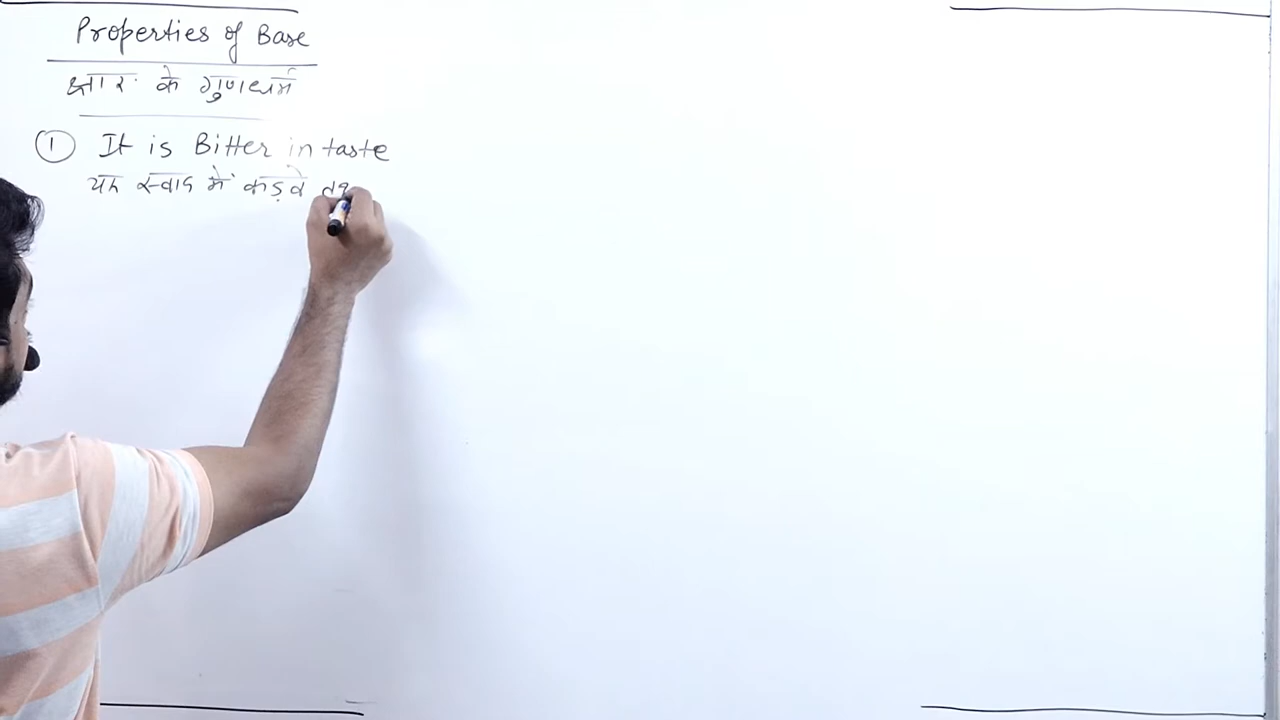 Properties of Base
क्षार के गुणधर्म
① It is Bitter in taste
यह स्वाद में कड़वे